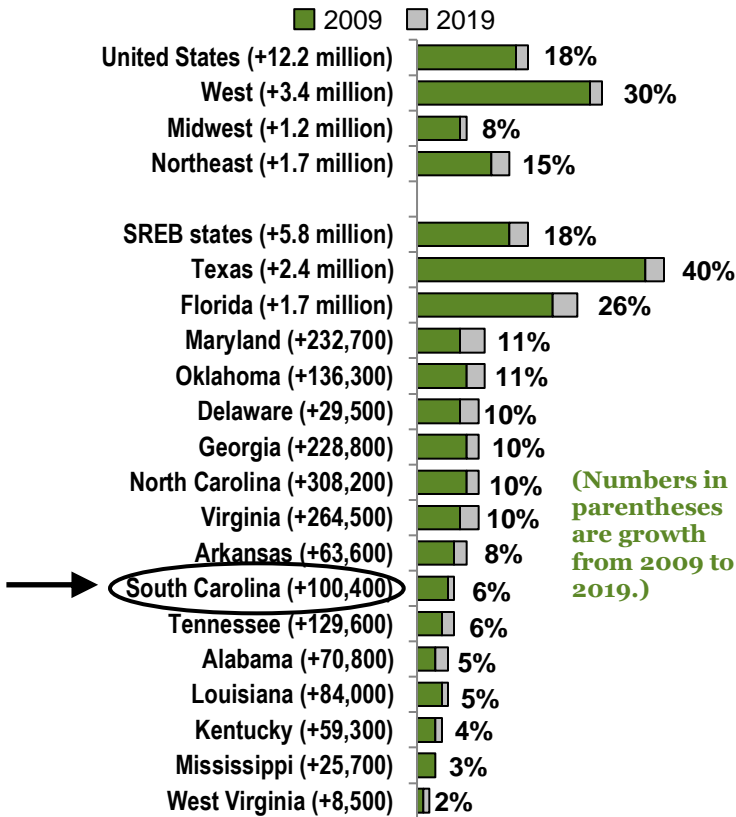 2009 2019
United States (+12.2 million) 18%
West (+3.4 million) 30%
Midwest (+1.2 million) 8%
Northeast (+1.7 million) 15%
SREB states (+5.8 million) 18%
Texas (+2.4 million) 40%
Florida (+1.7 million) 26%
Maryland (+232,700) 11%
Oklahoma (+136,300) 11%
Delaware (+29,500) 10%
Georgia (+228,800) 10%
North Carolina (+308,200) 10%
Virginia (+264,500) 10%
Arkansas (+63,600) 8%
South Carolina (+100,400) 6%
Tennessee (+129,600) 6%
Alabama (+70,800) 5%
Louisiana (+84,000) 5%
Kentucky (+59,300) 4%
Mississippi (+25,700) 3%
West Virginia (+8,500) 2%
(Numbers in
parentheses
are growth
from 2009 to
2019.)